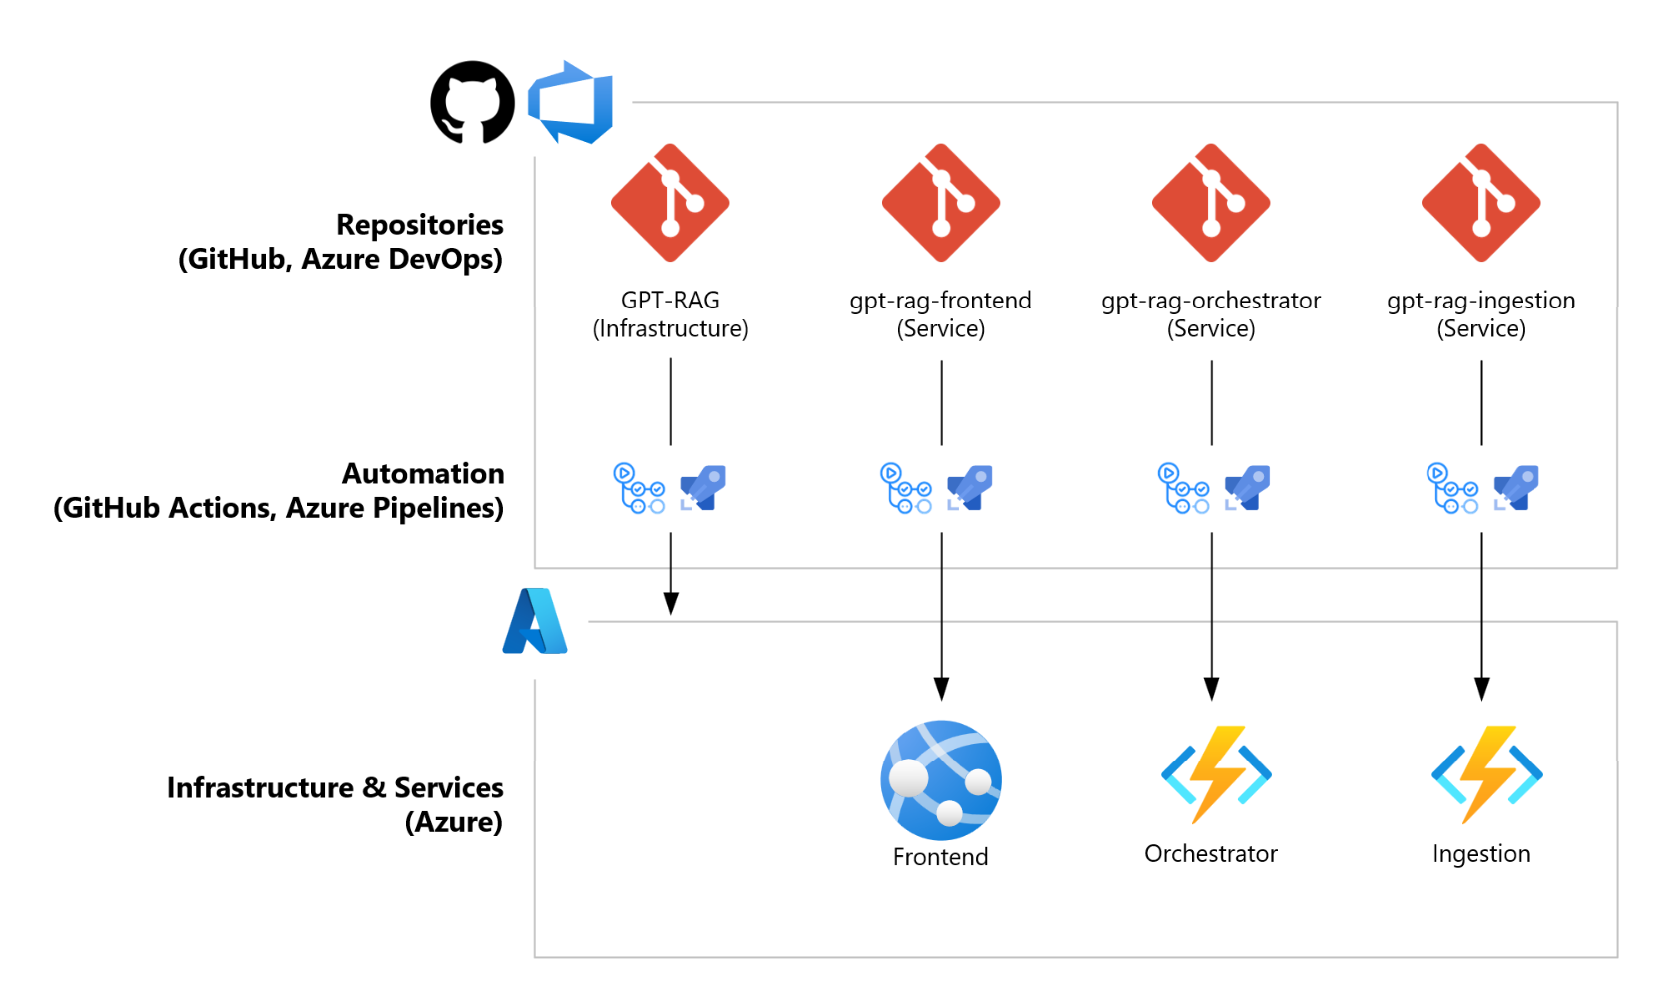 Repositories
(GitHub, Azure DevOps)
GPT-RAG
(Infrastructure)
gpt-rag-frontend
(Service)
gpt-rag-orchestrator
(Service)
gpt-rag-ingestion
(Service)
Automation
(GitHub Actions, Azure Pipelines)
Infrastructure & Services
(Azure)
Frontend
Orchestrator
Ingestion